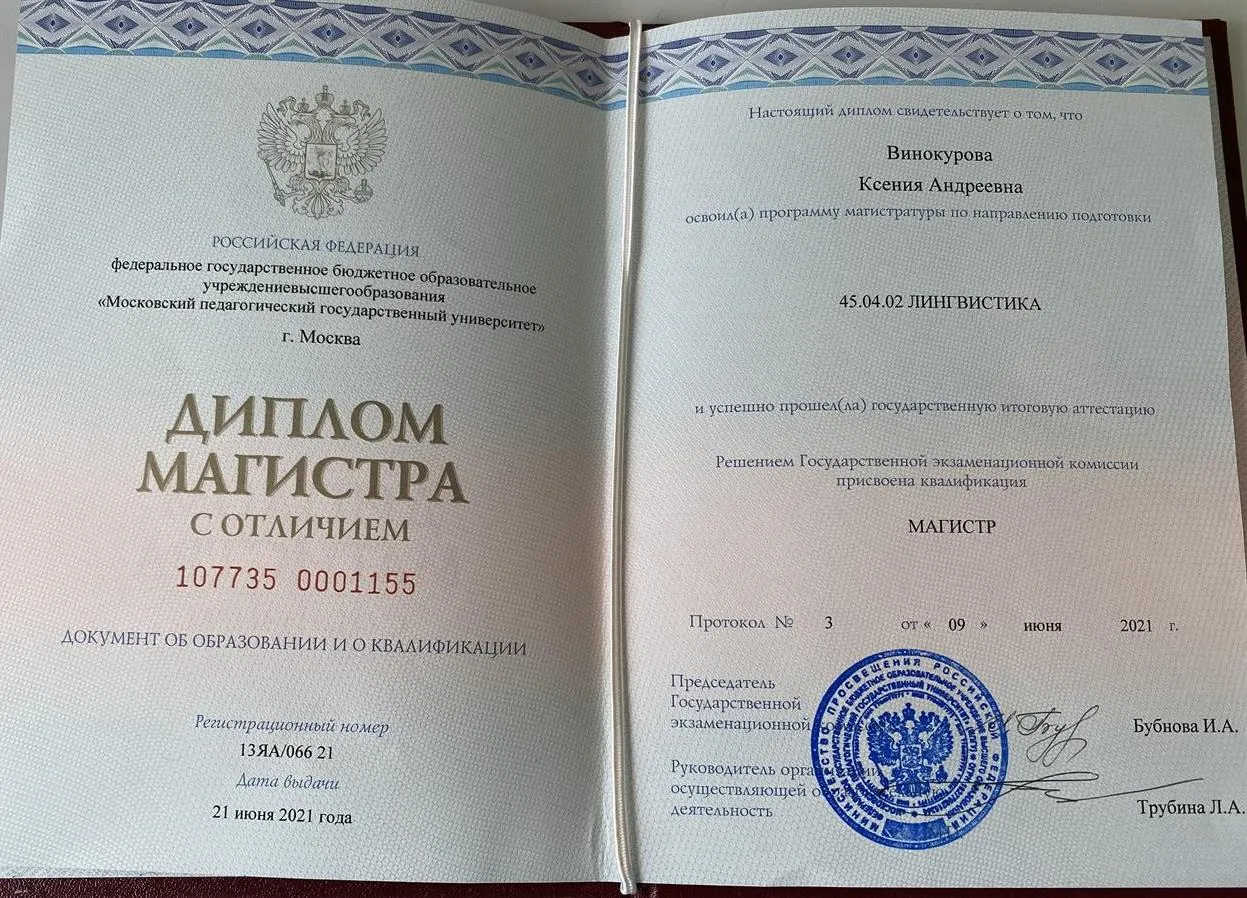 РОССИЙСКАЯ ФЕДЕРАЦИЯ
федеральное государственное бюджетное образовательное
учреждениевысшегообразования
«Московский педагогический государственный университет»
г. Москва
ДИПЛОМ
МАГИСТРА
С ОТЛИЧИЕМ
107735 0001155
ДОКУМЕНТ ОБ ОБРАЗОВАНИИ И О КВАЛИФИКАЦИИ
Регистрационный номер
13ЯА/066 21
Дата выдачи
21 июня 2021 года
Настоящий диплом свидетельствует о том, что
Винокурова
Ксения Андреевна
освоил(а) программу магистратуры по направлению подготовки
45.04.02 ЛИНГВИСТИКА
и успешно прошел(ла) государственную итоговую аттестацию
Решением Государственной экзаменационной комиссии
присвоена квалификация
МАГИСТР
Протокол № 3 от « 09 » июня 2021 г.
Председатель
Государственной
экзаменационной
Бубнова И.А.
Руководитель
осуществляющей
деятельность
Трубина Л.А.
МИНИСТЕРСТВО ПРОСВЕЩЕНИЯ РОССИЙСКОЙ ФЕДЕРАЦИИ